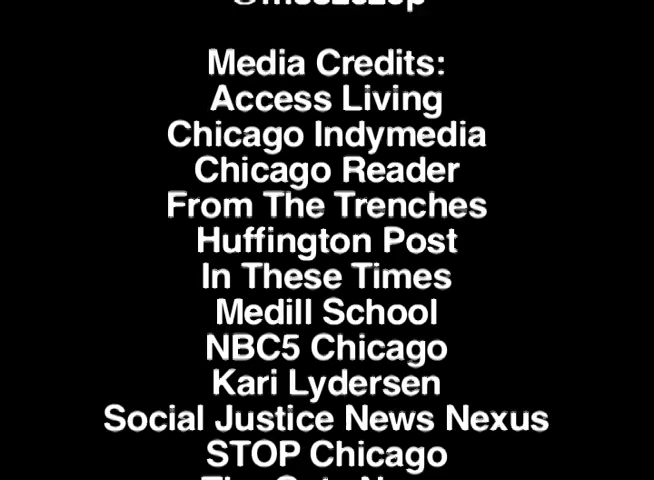 Media Credits:
Access Living
Chicago Indymedia
Chicago Reader
From The Trenches
Huffington Post
In These Times
Medill School
NBC5 Chicago
Kari Lydersen
Social Justice News Nexus
STOP Chicago